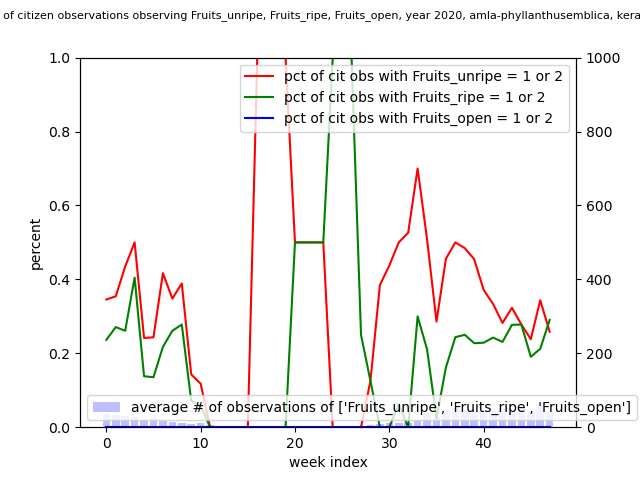 of citizen observations observing Fruits_unripe, Fruits_ripe, Fruits_open, year 2020, amla-phyllanthusemblica, kera
pct of cit obs with Fruits_unripe = 1 or 2
pct of cit obs with Fruits_ripe = 1 or 2
pct of cit obs with Fruits_open = 1 or 2
average # of observations of ['Fruits_unripe', 'Fruits_ripe', 'Fruits_open']
percent
1.0
0.8
0.6
0.4
0.2
0.0
1000
800
600
400
200
0
0 10 20 30 40
week index